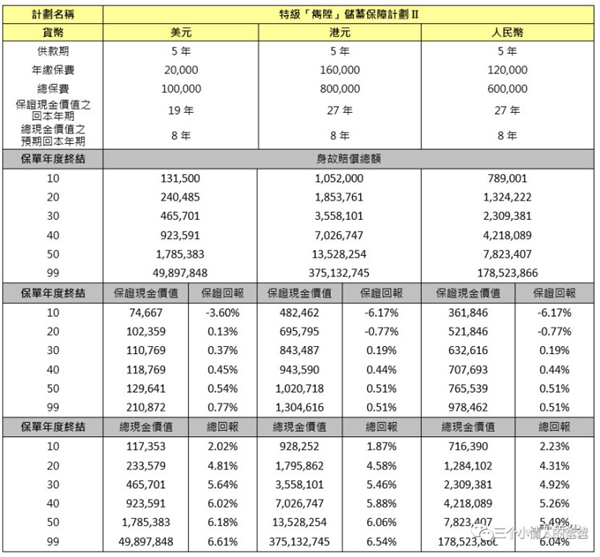 計劃名稱 特級「雋陞」儲蓄保障計劃 II
貨幣 美元 港元 人民幣
供款期 5 年 5 年 5 年
年繳保費 20,000 160,000 120,000
總保費 100,000 800,000 600,000
保證現金價值之
回本年期 19 年 27 年 27 年
總現金價值之
預期回本年期 8 年 8 年 8 年
保單年度終結 身故賠償總額
10 131,500 1,052,000 789,001
20 240,485 1,853,761 1,324,222
30 465,701 3,558,101 2,309,381
40 923,591 7,026,747 4,218,089
50 1,785,383 13,528,254 7,823,407
99 49,897,848 375,132,745 178,523,866
保單年度終結 保證現金價值 保證回報 保證現金價值 保證回報 保證現金價值 保證回報
10 74,667 -3.60% 482,462 -6.17% 361,846 -6.17%
20 102,359 0.13% 695,795 -0.77% 521,846 -0.77%
30 110,769 0.37% 843,487 0.19% 632,616 0.19%
40 118,769 0.45% 943,590 0.44% 707,693 0.44%
50 129,641 0.54% 1,020,718 0.51% 765,539 0.51%
99 210,872 0.77% 1,304,616 0.51% 978,462 0.51%
保單年度終結 總現金價值 總回報 總現金價值 總回報 總現金價值 總回報
10 117,353 2.02% 928,252 1.87% 716,390 2.23%
20 233,579 4.81% 1,795,862 4.58% 1,284,102 4.31%
30 465,701 5.64% 3,558,101 5.46% 2,309,381 4.92%
40 923,591 6.02% 7,026,747 5.88% 4,218,089 5.26%
50 1,785,383 6.18% 13,528,254 6.06% 7,823,407 5.49%
99 49,897,848 6.61% 375,132,745 6.54% 178,523,866 6.04%